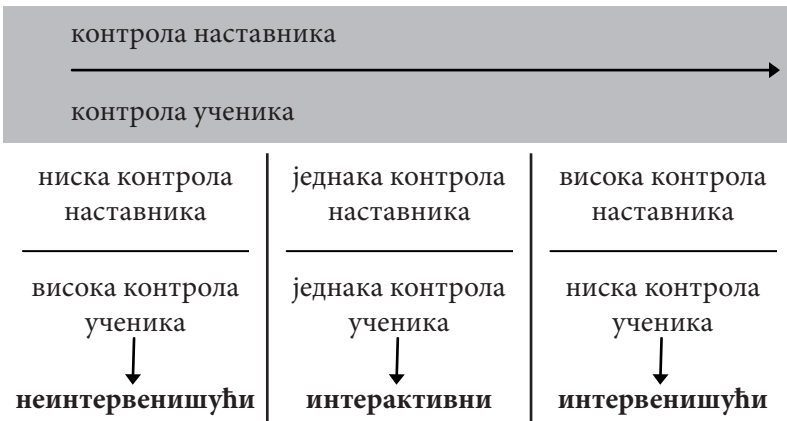 контрола наставника
контрола ученика
ниска контрола
наставника
висока контрола
ученика
неинтервенишући
једнака контрола
наставника
једнака контрола
ученика
интерактивни
висока контрола
наставника
ниска контрола
ученика
интервенишући